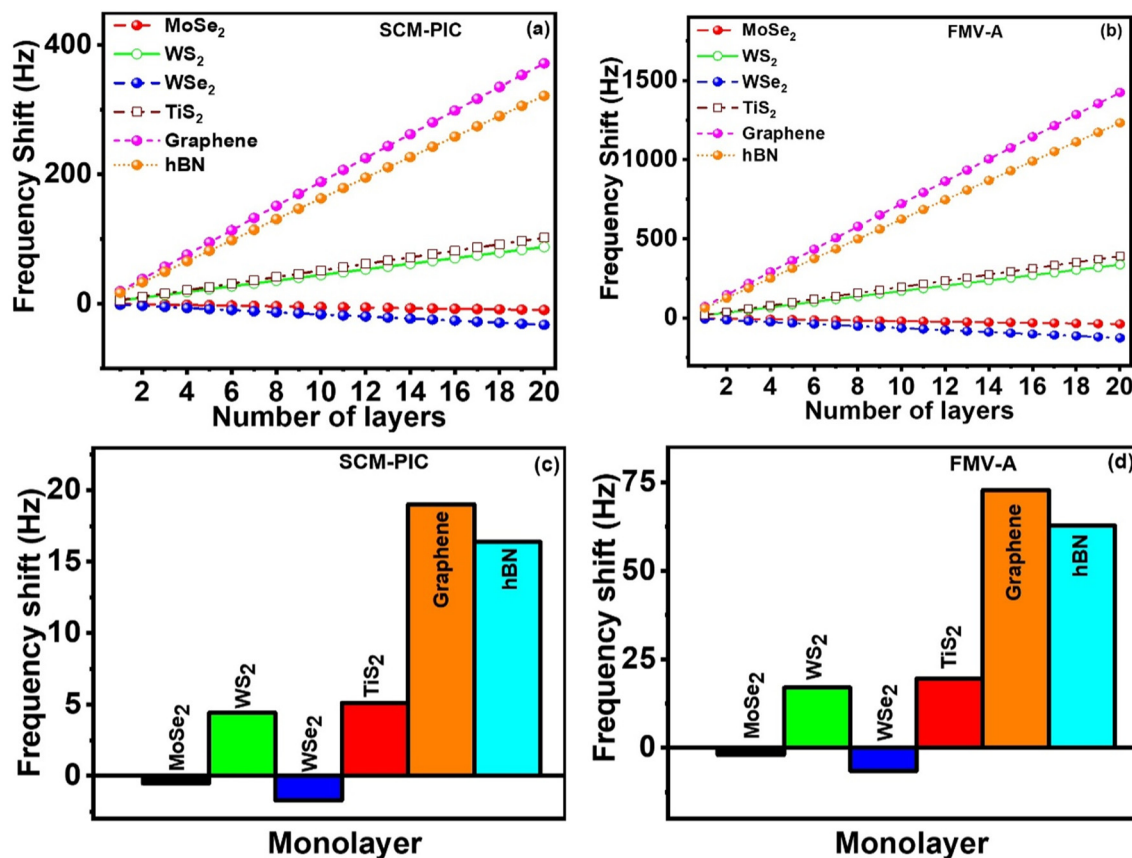 SCM-PIC (a)
MoSe2
WS2
WSe2
TiS2
Graphene
hBN
Frequency Shift (Hz)
400
200
0
2 4 6 8 10 12 14 16 18 20
Number of layers
FMV-A (b)
MoSe2
WS2
WSe2
TiS2
Graphene
hBN
Frequency Shift (Hz)
1500
1000
500
0
2 4 6 8 10 12 14 16 18 20
Number of layers
SCM-PIC (c)
Frequency shift (Hz)
20
15
10
5
0
MoSe2
WS2
WSe2
TiS2
Graphene
hBN
Monolayer
FMV-A (d)
Frequency shift (Hz)
75
50
25
0
MoSe2
WS2
WSe2
TiS2
Graphene
hBN
Monolayer